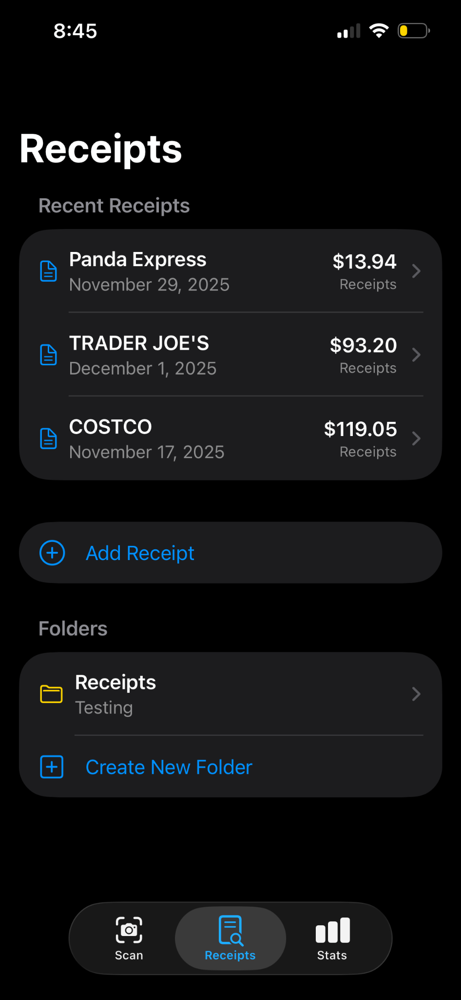 8:45
Receipts
Recent Receipts
Panda Express
$13.94
November 29, 2025
Receipts
TRADER JOE'S
$93.20
December 1, 2025
Receipts
COSTCO
$119.05
November 17, 2025
Receipts
Add Receipt
Folders
Receipts
Testing
Create New Folder
Scan
Receipts
Stats